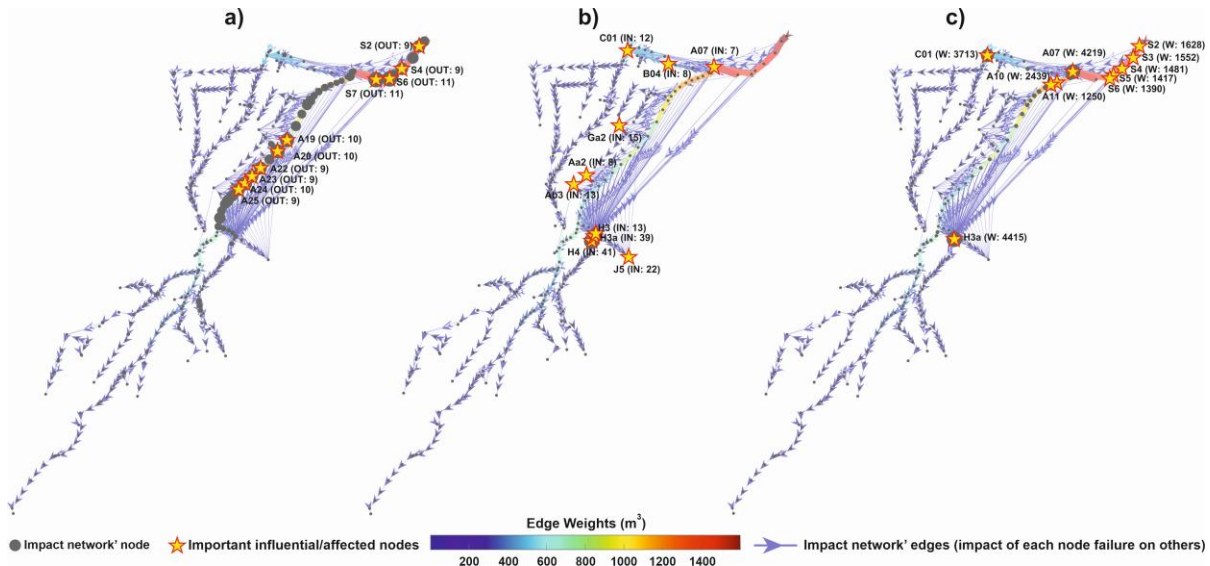 a)
S2 (OUT: 9)
S4 (OUT: 9)
S6 (OUT: 11)
S7 (OUT: 11)
A19 (OUT: 10)
A20 (OUT: 10)
A22 (OUT: 9)
A23 (OUT: 9)
A24 (OUT: 10)
A25 (OUT: 9)
b)
C01 (IN: 12)
A07 (IN: 7)
B04 (IN: 8)
Ga2 (IN: 15)
Aa2 (IN: 8)
Ab3 (IN: 13)
H3 (IN: 13)
H3a (IN: 39)
H4 (IN: 41)
J5 (IN: 22)
c)
S2 (W: 1628)
C01 (W: 3713)
A07 (W: 4219)
S3 (W: 1552)
S4 (W: 1481)
A10 (W: 2439)
S5 (W: 1417)
S6 (W: 1390)
A11 (W: 1250)
H3a (W: 4415)
Edge Weights (m³)
Impact network' node
Important influential/affected nodes
200 400 600 800 1000 1200 1400
Impact network' edges (impact of each node failure on others)